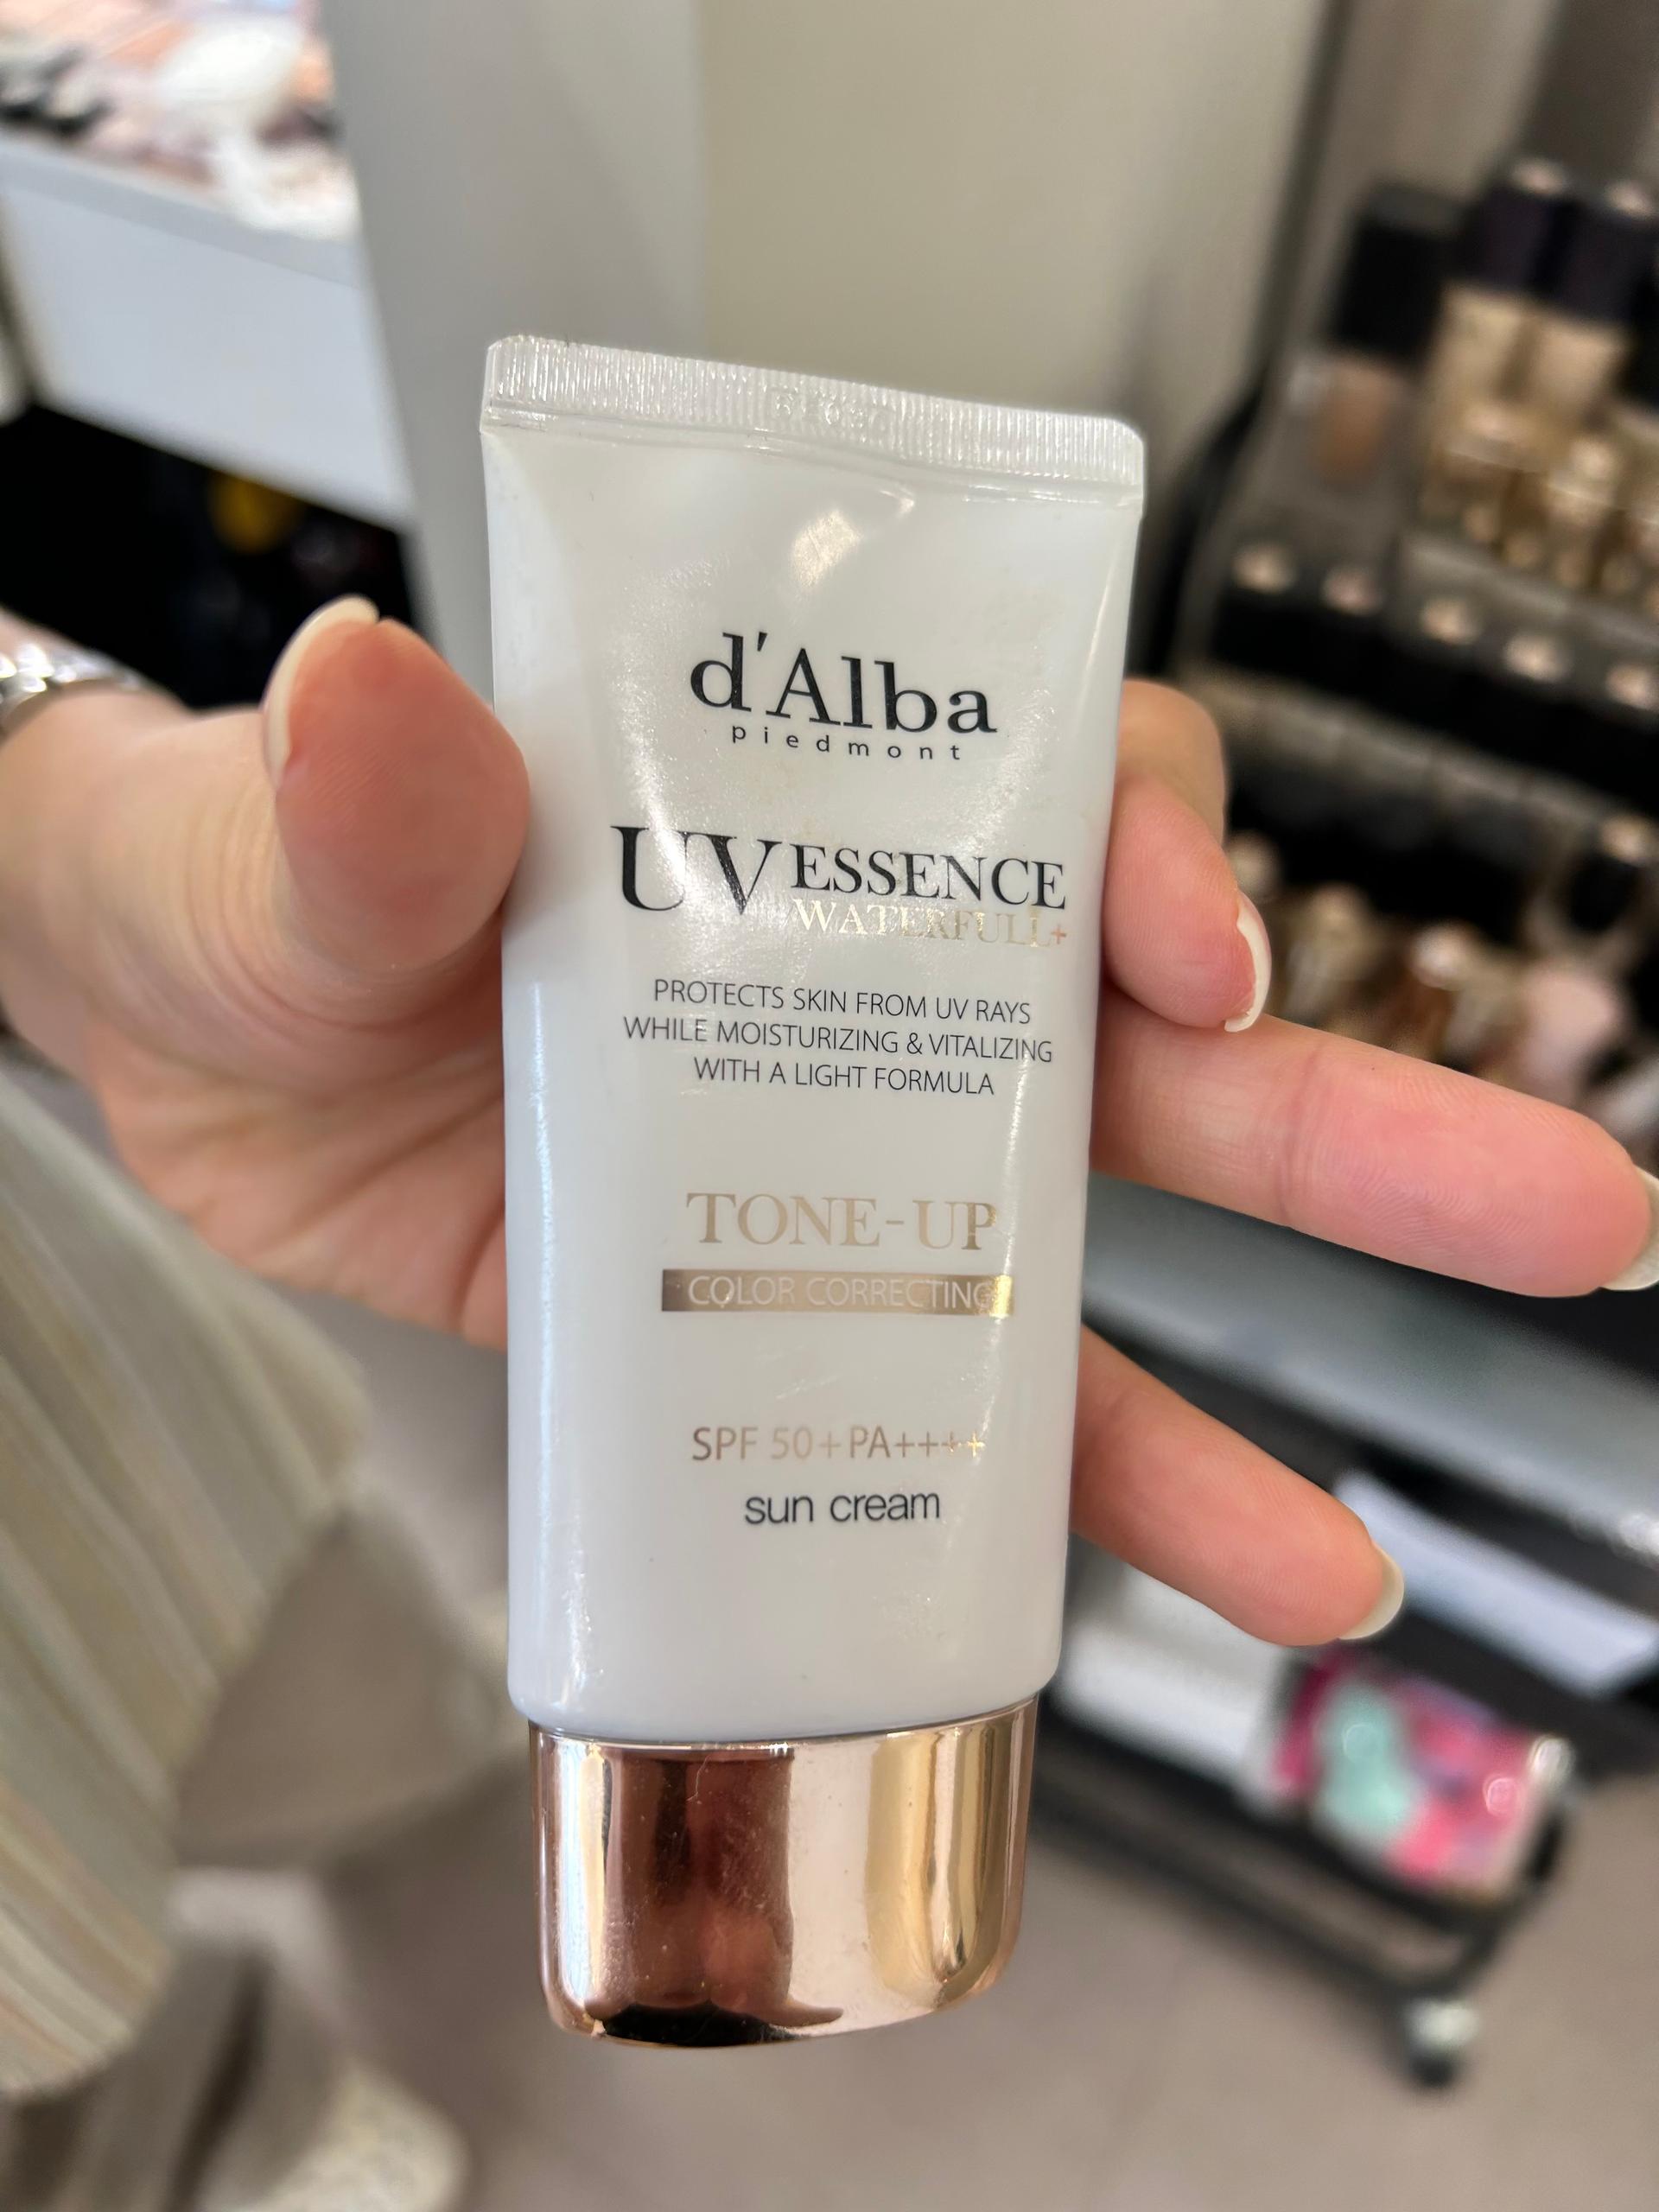 d'Alba
piedmont
UV ESSENCE
WATERFULL+
PROTECTS SKIN FROM UV RAYS
WHILE MOISTURIZING & VITALIZING
WITH A LIGHT FORMULA
TONE-UP
COLOR CORRECTING
SPF 50+ PA++++
sun cream